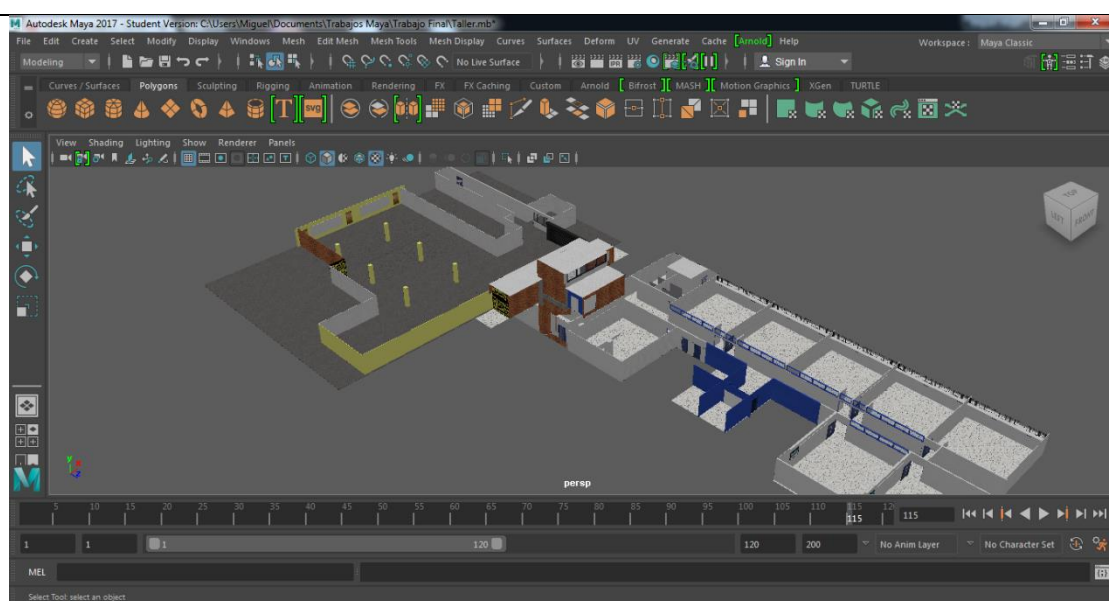 Autodesk Maya 2017 - Student Version: C:\Users\Miguel\Documents\Trabajos Maya\Trabajo Final\Taller.mb*
File Edit Create Select Modify Display Windows Mesh Edit Mesh Mesh Tools Mesh Display Curves Surfaces Deform UV Generate Cache [Arnold] Help Workspace: Maya Classic
Modeling No Live Surface Sign In
Curves / Surfaces Polygons Sculpting Rigging Animation Rendering FX FX Caching Custom Arnold Bifrost MASH Motion Graphics XGen TURTLE
T svg
View Shading Lighting Show Renderer Panels
TOP
LEFT FRONT
persp
5 10 15 20 25 30 35 40 45 50 55 60 65 70 75 80 85 90 95 100 105 110 115 12 115
115
1 1 1 120 120 200 No Anim Layer No Character Set
MEL
Select Tool: select an object